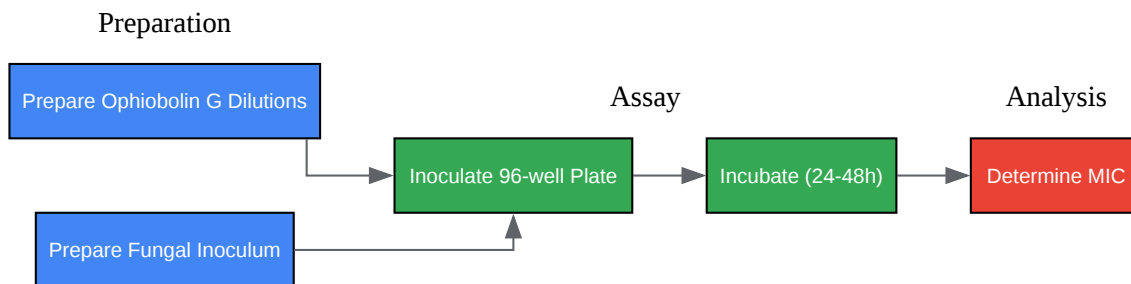 Preparation
Prepare Ophiobolin G Dilutions
Assay
Analysis
Inoculate 96-well Plate
Incubate (24-48h)
Determine MIC
Prepare Fungal Inoculum